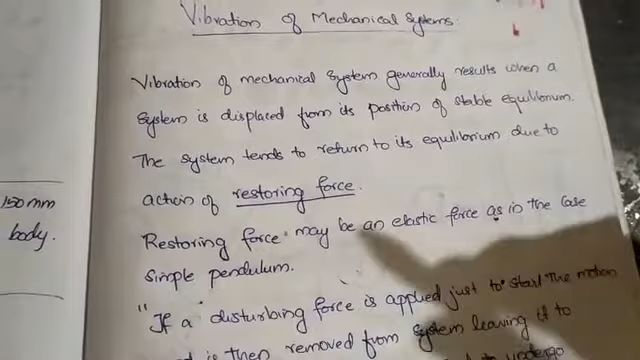 Vibration of Mechanical Systems.
Vibration of mechanical system generally results when a
system is displaced from its position of stable equilibrium.
The system tends to return to its equilibrium due to
action of restoring force.
150 mm
body.
Restoring force may be an elastic force as in the case
simple pendulum.
"If a disturbing force is applied just to start the motion
is then removed from system leaving it to
undergo